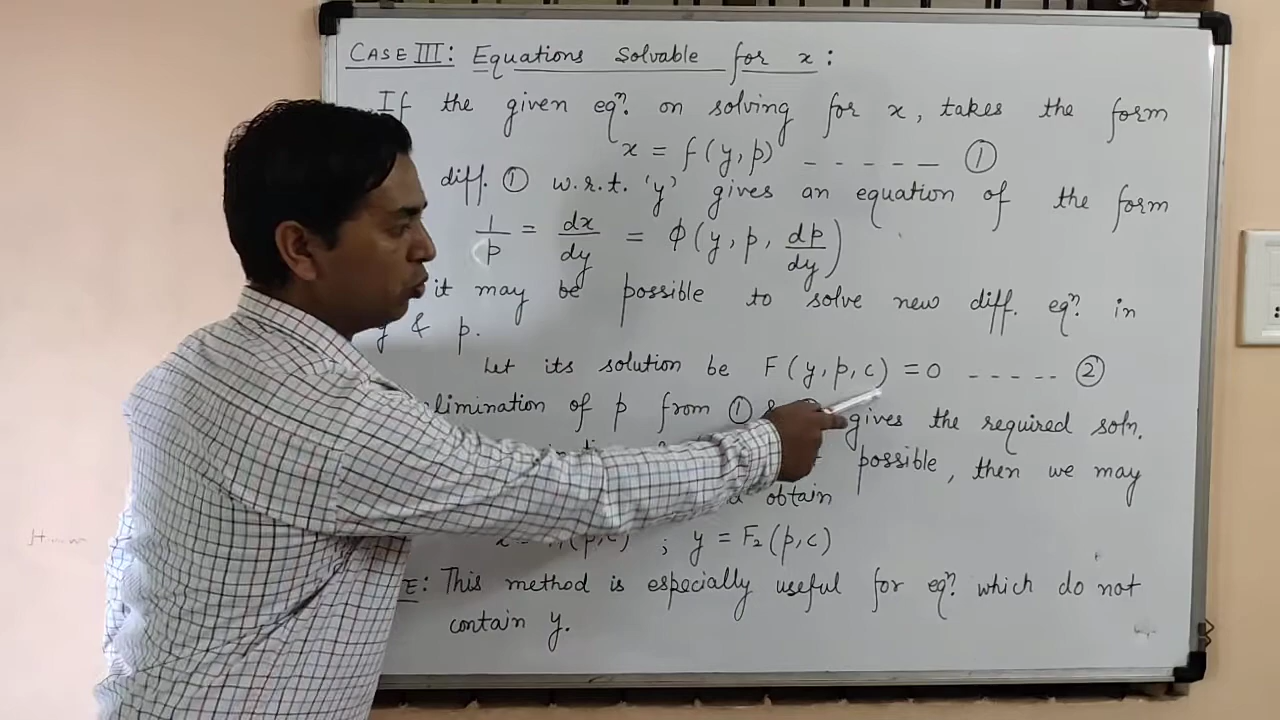 CASE III: Equations Solvable for x:
If the given eqⁿ. on solving for x, takes the form
x = f(y, p) _ _ _ _ _ ①
diff. ① w.r.t. 'y' gives an equation of the form
1/p = dx/dy = ϕ(y, p, dp/dy)
it may be possible to solve new diff. eqⁿ in
y & p.
Let its solution be F(y, p, c) = 0 _ _ _ _ _ ②
limination of p from ① gives the required soln.
possible, then we may
obtain
(p, c) ; y = F₂(p, c)
E: This method is especially useful for eqⁿ. which do not
contain y.